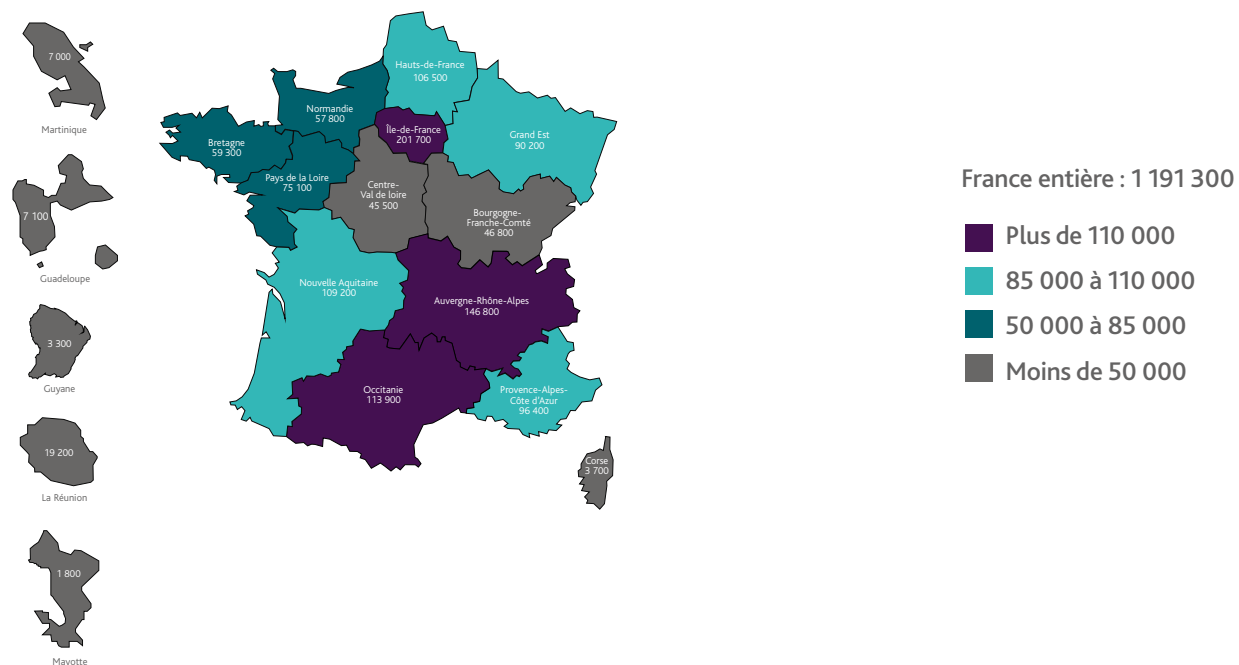 7 000
Martinique
7 100
Guadeloupe
3 300
Guyane
19 200
La Réunion
1 800
Mayotte
Hauts-de-France
106 500
Normandie
57 800
Île-de-France
201 700
Grand Est
90 200
Bretagne
59 300
Pays de la Loire
75 100
Centre-
Val de loire
45 500
Bourgogne-
Franche-Comté
46 800
Nouvelle Aquitaine
109 200
Auvergne-Rhône-Alpes
146 800
Occitanie
113 900
Provence-Alpes-
Côte d'Azur
96 400
Corse
3 700
France entière : 1 191 300
Plus de 110 000
85 000 à 110 000
50 000 à 85 000
Moins de 50 000